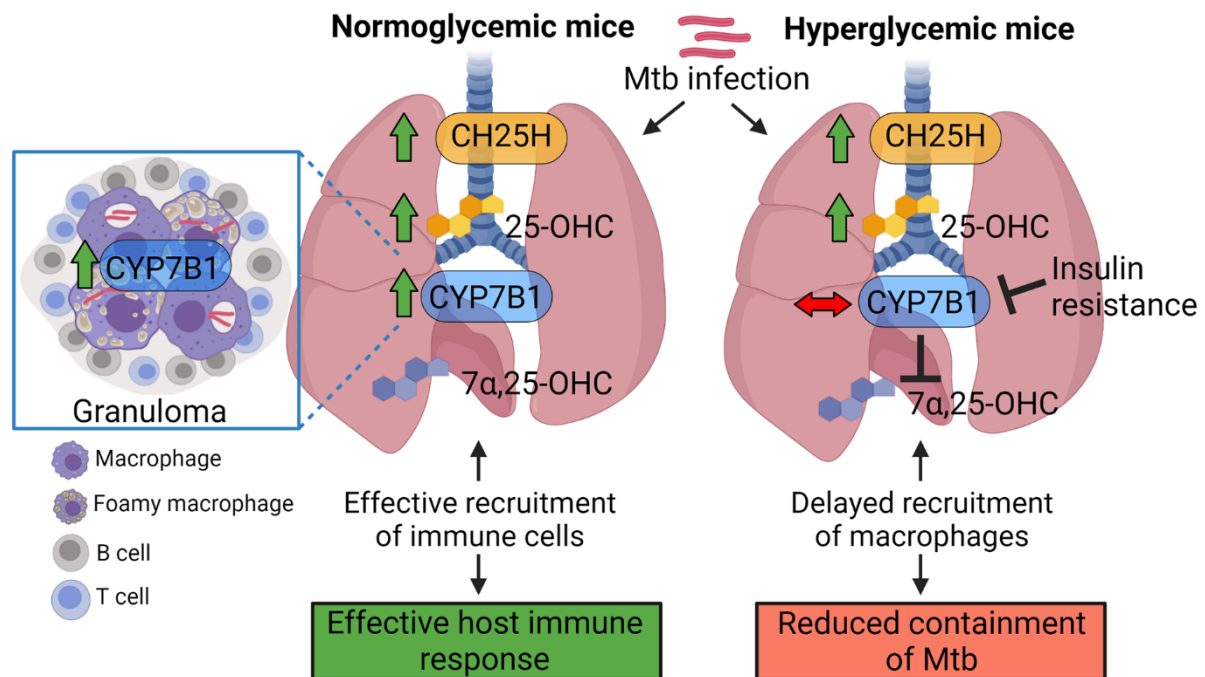 Normoglycemic mice
Hyperglycemic mice
Mtb infection
CH25H
25-OHC
CYP7B1
7α,25-OHC
CYP7B1
Granuloma
Macrophage
Foamy macrophage
B cell
T cell
Effective recruitment
of immune cells
Effective host immune
response
CH25H
25-OHC
CYP7B1
Insulin
resistance
7α,25-OHC
Delayed recruitment
of macrophages
Reduced containment
of Mtb